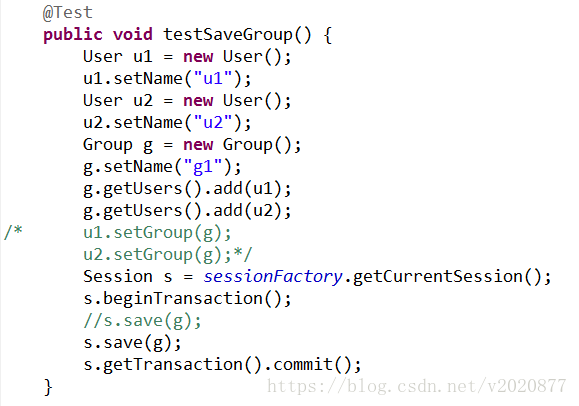 @Test
public void testSaveGroup() {
User u1 = new User();
u1.setName("u1");
User u2 = new User();
u2.setName("u2");
Group g = new Group();
g.setName("g1");
g.getUsers().add(u1);
g.getUsers().add(u2);
/* u1.setGroup(g);
u2.setGroup(g);*/
Session s = sessionFactory.getCurrentSession();
s.beginTransaction();
//s.save(g);
s.save(g);
s.getTransaction().commit();
}
https://blog.csdn.net/v2020877